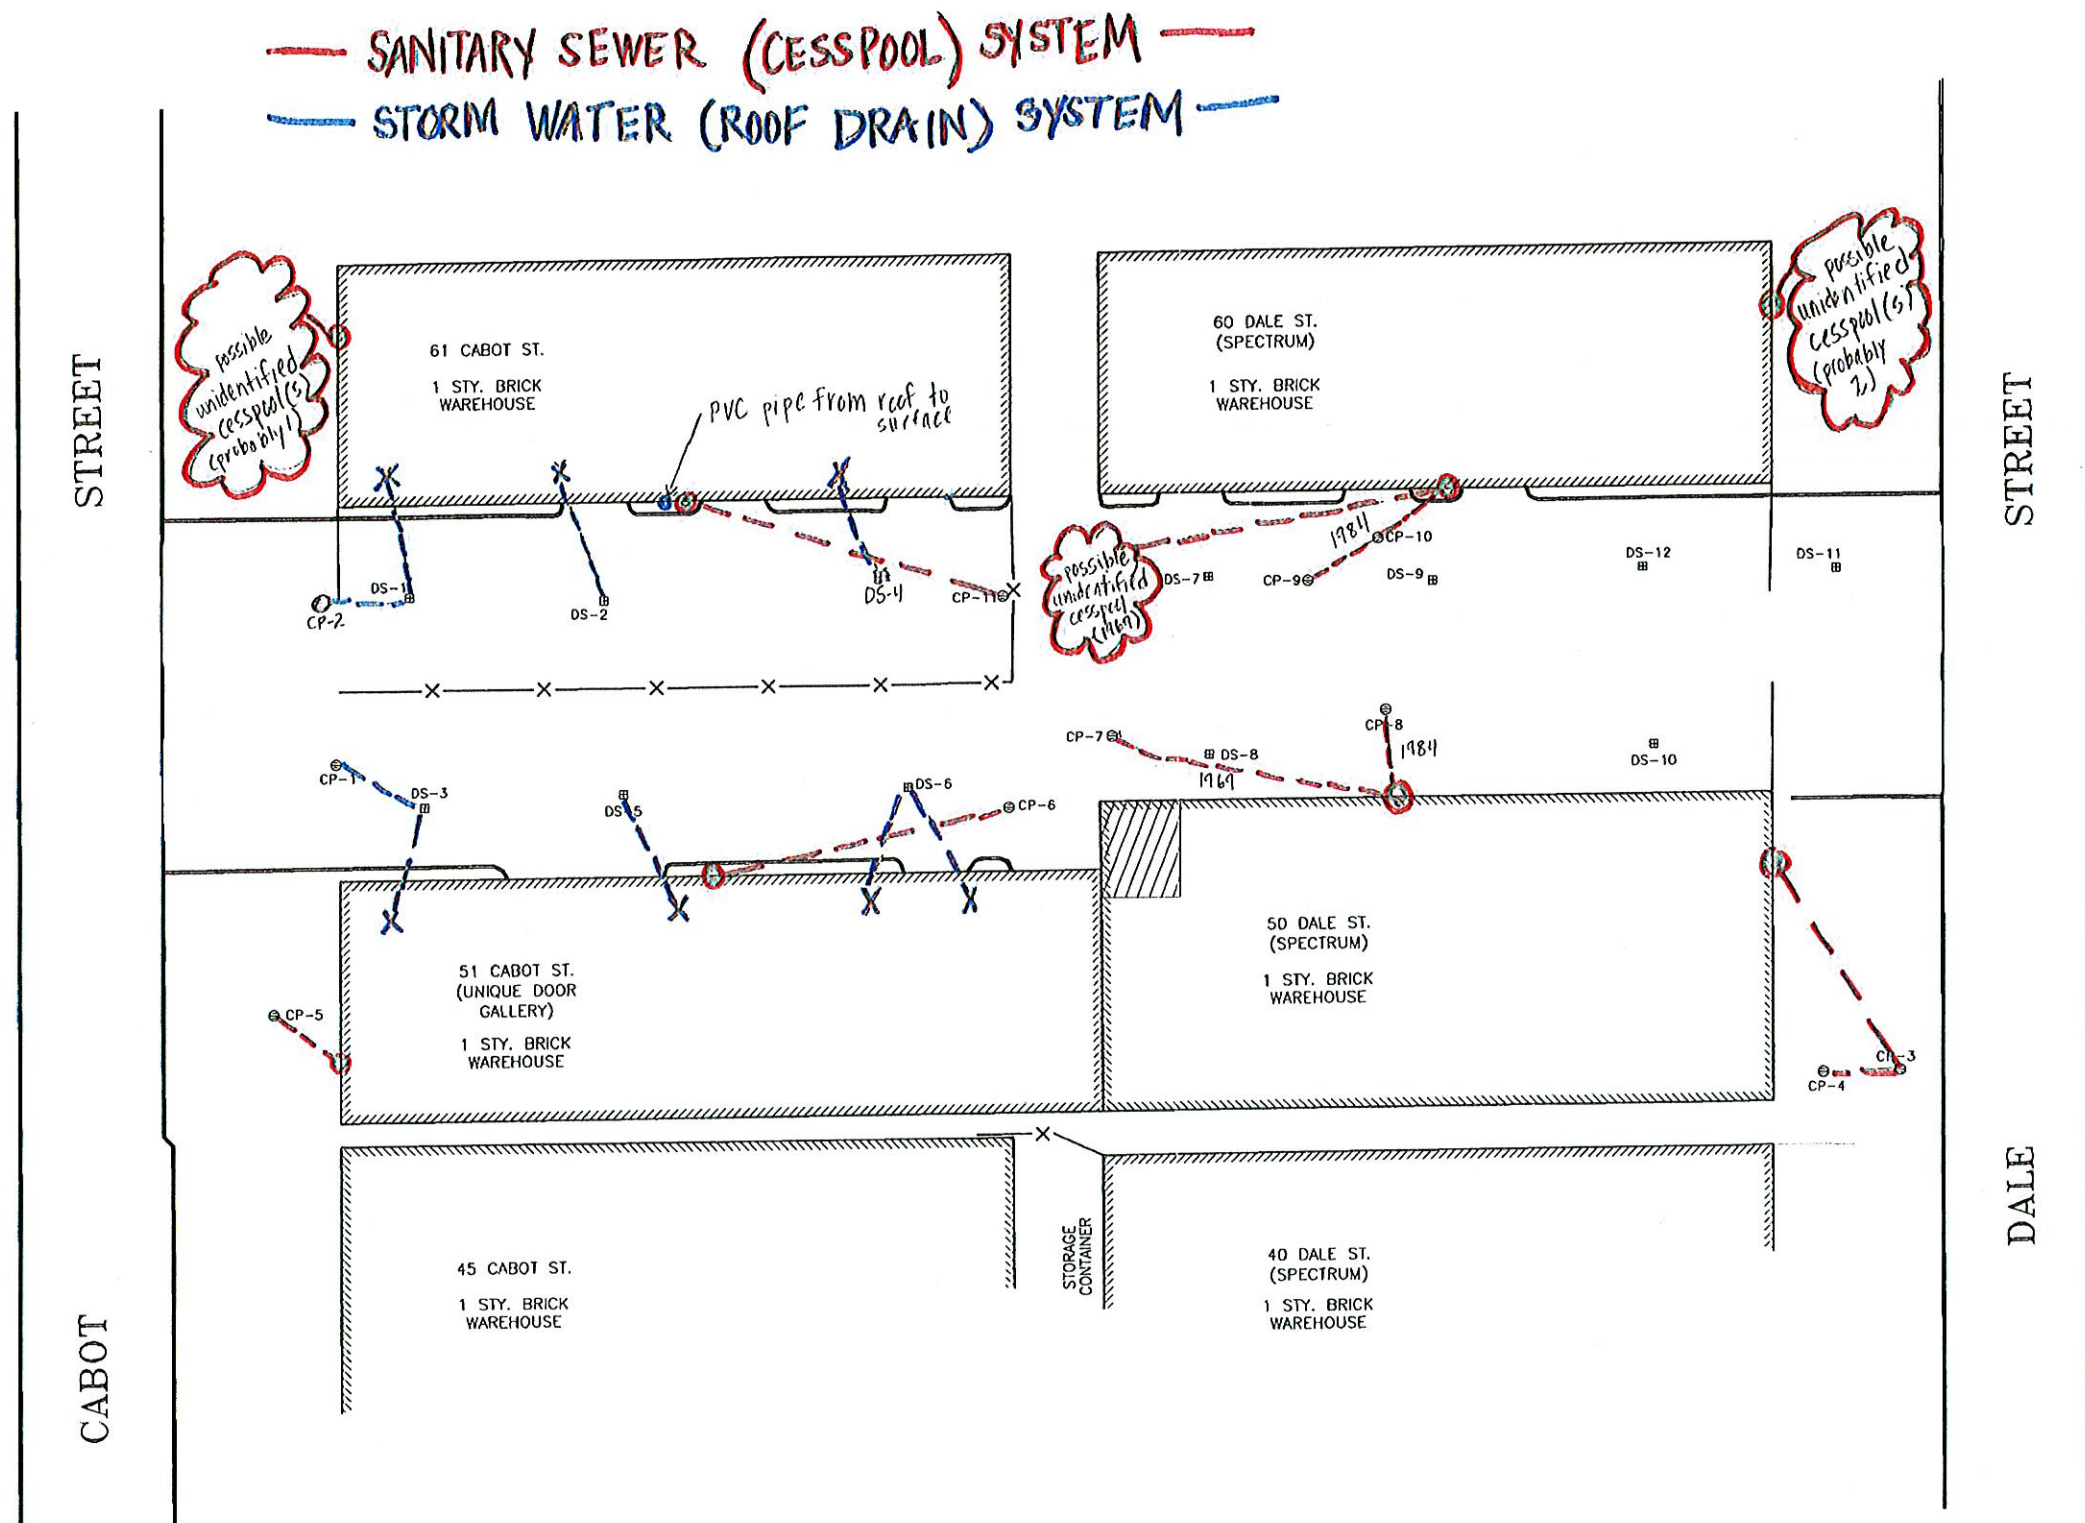 SANITARY SEWER (CESSPOOL) SYSTEM
STORM WATER (ROOF DRAIN) SYSTEM
STREET
CABOT
STREET
DALE
possible
unidentified
cesspool(s)
(probably 1)
61 CABOT ST.
1 STY. BRICK
WAREHOUSE
PVC pipe from roof to
surface
60 DALE ST.
(SPECTRUM)
1 STY. BRICK
WAREHOUSE
possible
unidentified
cesspool(s)
(probably
2)
DS-1
CP-2
DS-2
DS-4
CP-11
possible
unidentified
cesspool
(1969)
DS-7
CP-9
1984
CP-10
DS-9
DS-12
DS-11
CP-1
DS-3
DS-5
DS-6
CP-6
CP-7
DS-8
1969
CP-8
1984
DS-10
CP-5
51 CABOT ST.
(UNIQUE DOOR
GALLERY)
1 STY. BRICK
WAREHOUSE
50 DALE ST.
(SPECTRUM)
1 STY. BRICK
WAREHOUSE
CP-3
CP-4
45 CABOT ST.
1 STY. BRICK
WAREHOUSE
STORAGE
CONTAINER
40 DALE ST.
(SPECTRUM)
1 STY. BRICK
WAREHOUSE